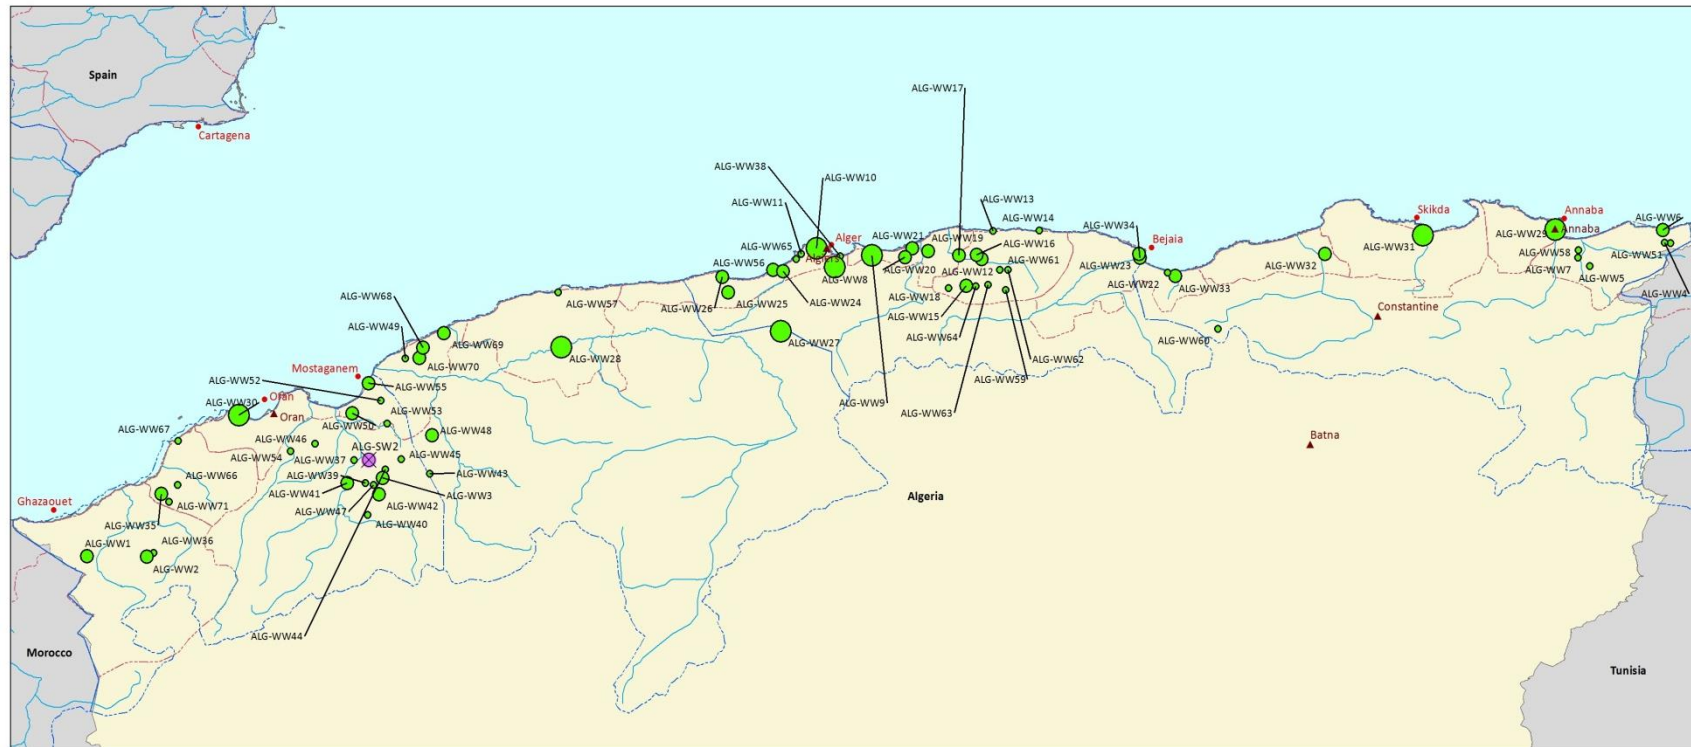 Spain
Cartagena
ALG-WW17
ALG-WW38
ALG-WW10
ALG-WW11
ALG-WW13
ALG-WW14
ALG-WW34
Skikda
Annaba
ALG-WW6
ALG-WW65
Alger
ALG-WW21
ALG-WW19
ALG-WW16
Bejaia
ALG-WW29
Annaba
ALG-WW31
ALG-WW56
Algiers
ALG-WW20
ALG-WW12
ALG-WW61
ALG-WW23
ALG-WW32
ALG-WW58
ALG-WW51
ALG-WW7
ALG-WW5
ALG-WW8
ALG-WW22
ALG-WW33
ALG-WW4
ALG-WW68
ALG-WW57
ALG-WW26
ALG-WW25
ALG-WW24
ALG-WW18
ALG-WW15
Constantine
ALG-WW49
ALG-WW69
ALG-WW28
ALG-WW27
ALG-WW64
ALG-WW62
ALG-WW60
Mostaganem
ALG-WW70
ALG-WW59
ALG-WW52
ALG-WW55
ALG-WW30
Oran
Oran
ALG-WW53
ALG-WW9
ALG-WW63
ALG-WW50
ALG-WW67
ALG-WW46
ALG-SW2
ALG-WW48
Batna
ALG-WW54
ALG-WW37
ALG-WW45
ALG-WW66
ALG-WW39
ALG-WW43
ALG-WW41
ALG-WW3
Algeria
Ghazaouet
ALG-WW71
ALG-WW47
ALG-WW42
ALG-WW35
ALG-WW40
ALG-WW1
ALG-WW36
ALG-WW2
ALG-WW44
Morocco
Tunisia